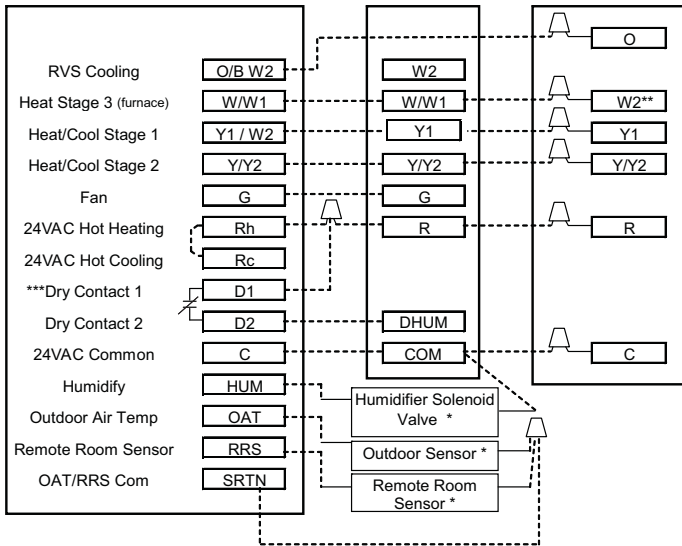 O
RVS Cooling O/B W2 W2
Heat Stage 3 (furnace) W/W1 W/W1 W2**
Heat/Cool Stage 1 Y1 / W2 Y1 Y1
Heat/Cool Stage 2 Y/Y2 Y/Y2 Y/Y2
Fan G G
24VAC Hot Heating Rh R R
24VAC Hot Cooling Rc
***Dry Contact 1 D1
Dry Contact 2 D2 DHUM
24VAC Common C COM C
Humidify HUM
Humidifier Solenoid
Valve *
Outdoor Air Temp OAT
Outdoor Sensor *
Remote Room Sensor RRS
Remote Room
Sensor *
OAT/RRS Com SRTN